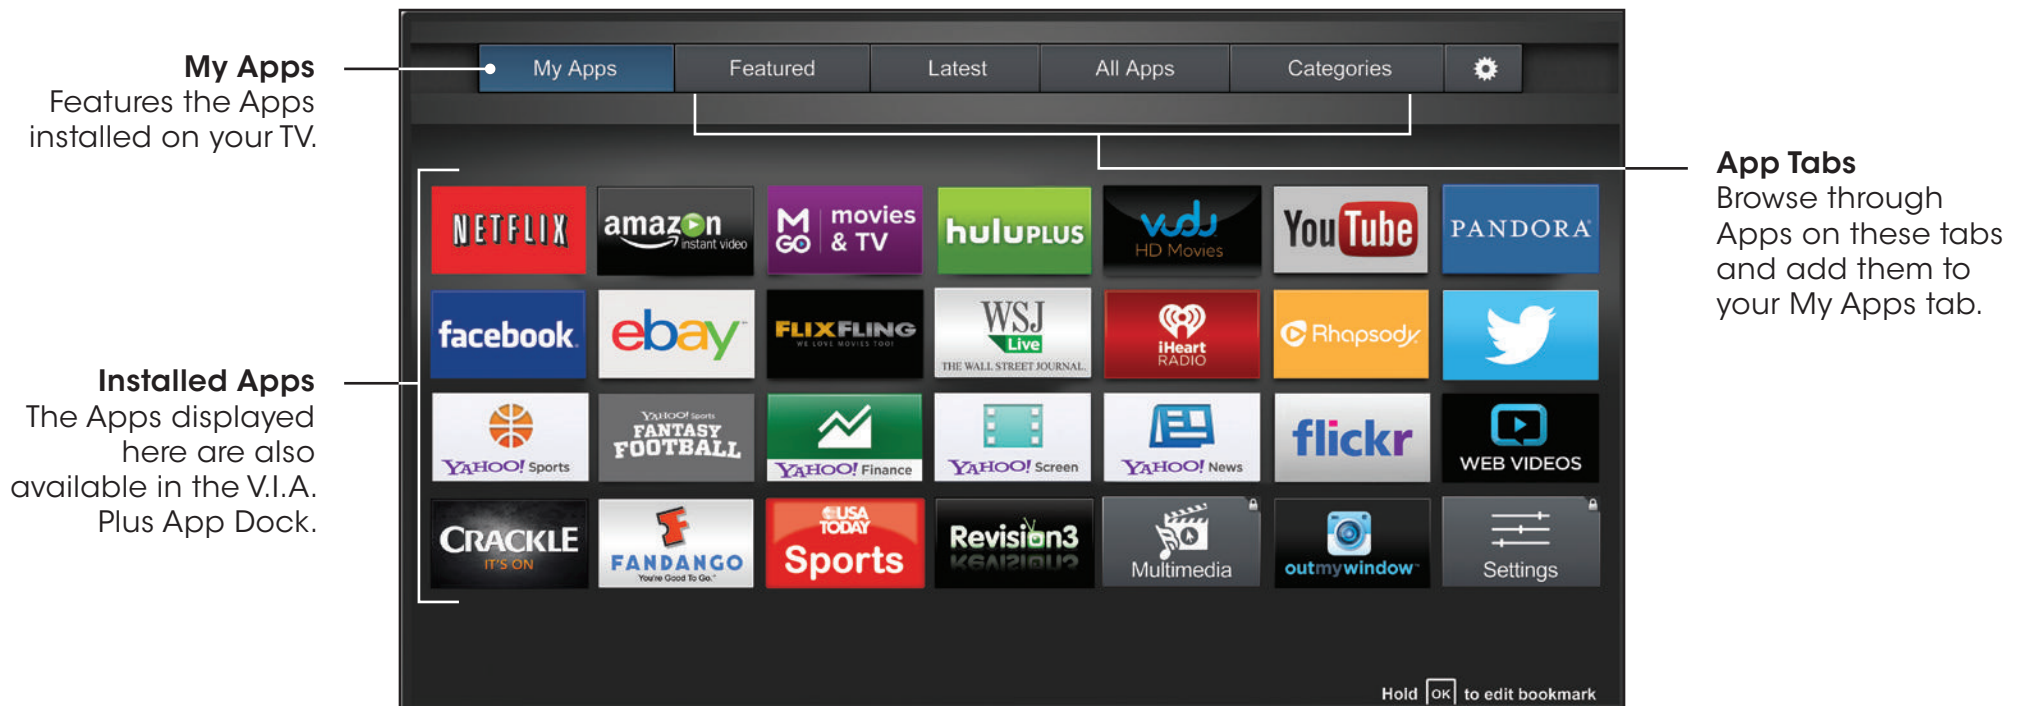 My Apps
Features the Apps
installed on your TV.
Installed Apps
The Apps displayed
here are also
available in the V.I.A.
Plus App Dock.
My Apps Featured Latest All Apps Categories
NETFLIX
amazon
instant video
M
GO
movies
& TV
huluPLUS
vudu
HD Movies
YouTube
PANDORA®
facebook.
ebay™
FLIXFLING
WE LOVE MOVIES TOO!
WSJ
Live
THE WALL STREET JOURNAL.
iHeart
RADIO
Rhapsody
YAHOO! Sports
YAHOO! Sports
FANTASY
FOOTBALL
YAHOO! Finance
YAHOO! Screen
YAHOO! News
flickr
WEB VIDEOS
CRACKLE
IT'S ON
FANDANGO
You're Good To Go.™
USA
TODAY
Sports
Revision3
Multimedia
outmywindow™
Settings
Hold OK to edit bookmark
App Tabs
Browse through
Apps on these tabs
and add them to
your My Apps tab.